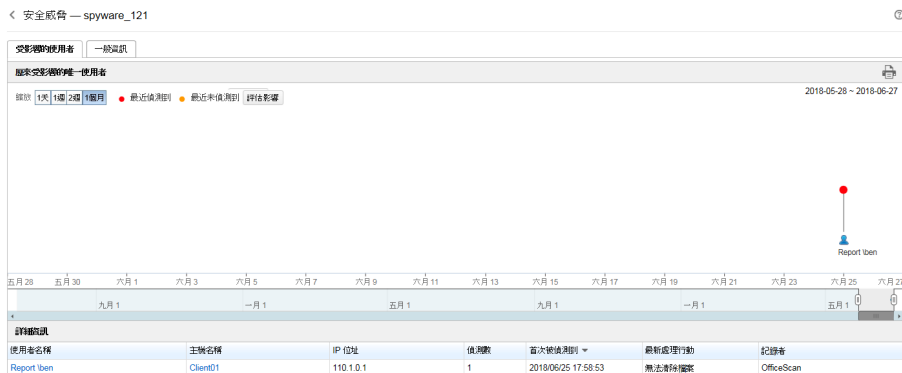 安全威脅 — spyware_121
受影響的使用者 一般資訊
歷來受影響的唯一使用者
縮放 1天 1週 2週 1個月 最近偵測到 最近未偵測到 評估影響 2018-05-28 ~ 2018-06-27
Report \ben
五月 28 五月 30 六月 1 六月 3 六月 5 六月 7 六月 9 六月 11 六月 13 六月 15 六月 17 六月 19 六月 21 六月 23 六月 25 六月 27
九月 1 一月 1 五月 1 九月 1 一月 1 五月 1
詳細資訊
使用者名稱 主機名稱 IP 位址 偵測數 首次被偵測到 最新處理行動 記錄者
Report \ben Client01 110.1.0.1 1 2018/06/25 17:58:53 無法清除檔案 OfficeScan